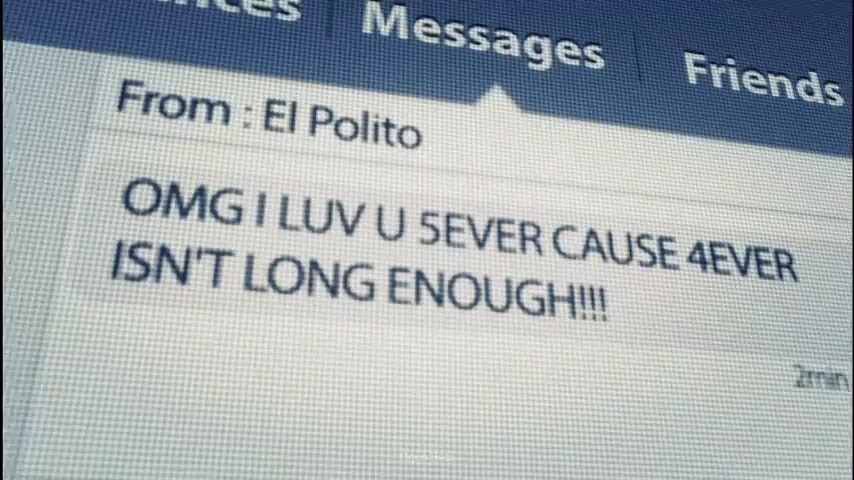 Messages
Friends
From : El Polito
OMG I LUV U 5EVER CAUSE 4EVER
ISN'T LONG ENOUGH!!!
2min